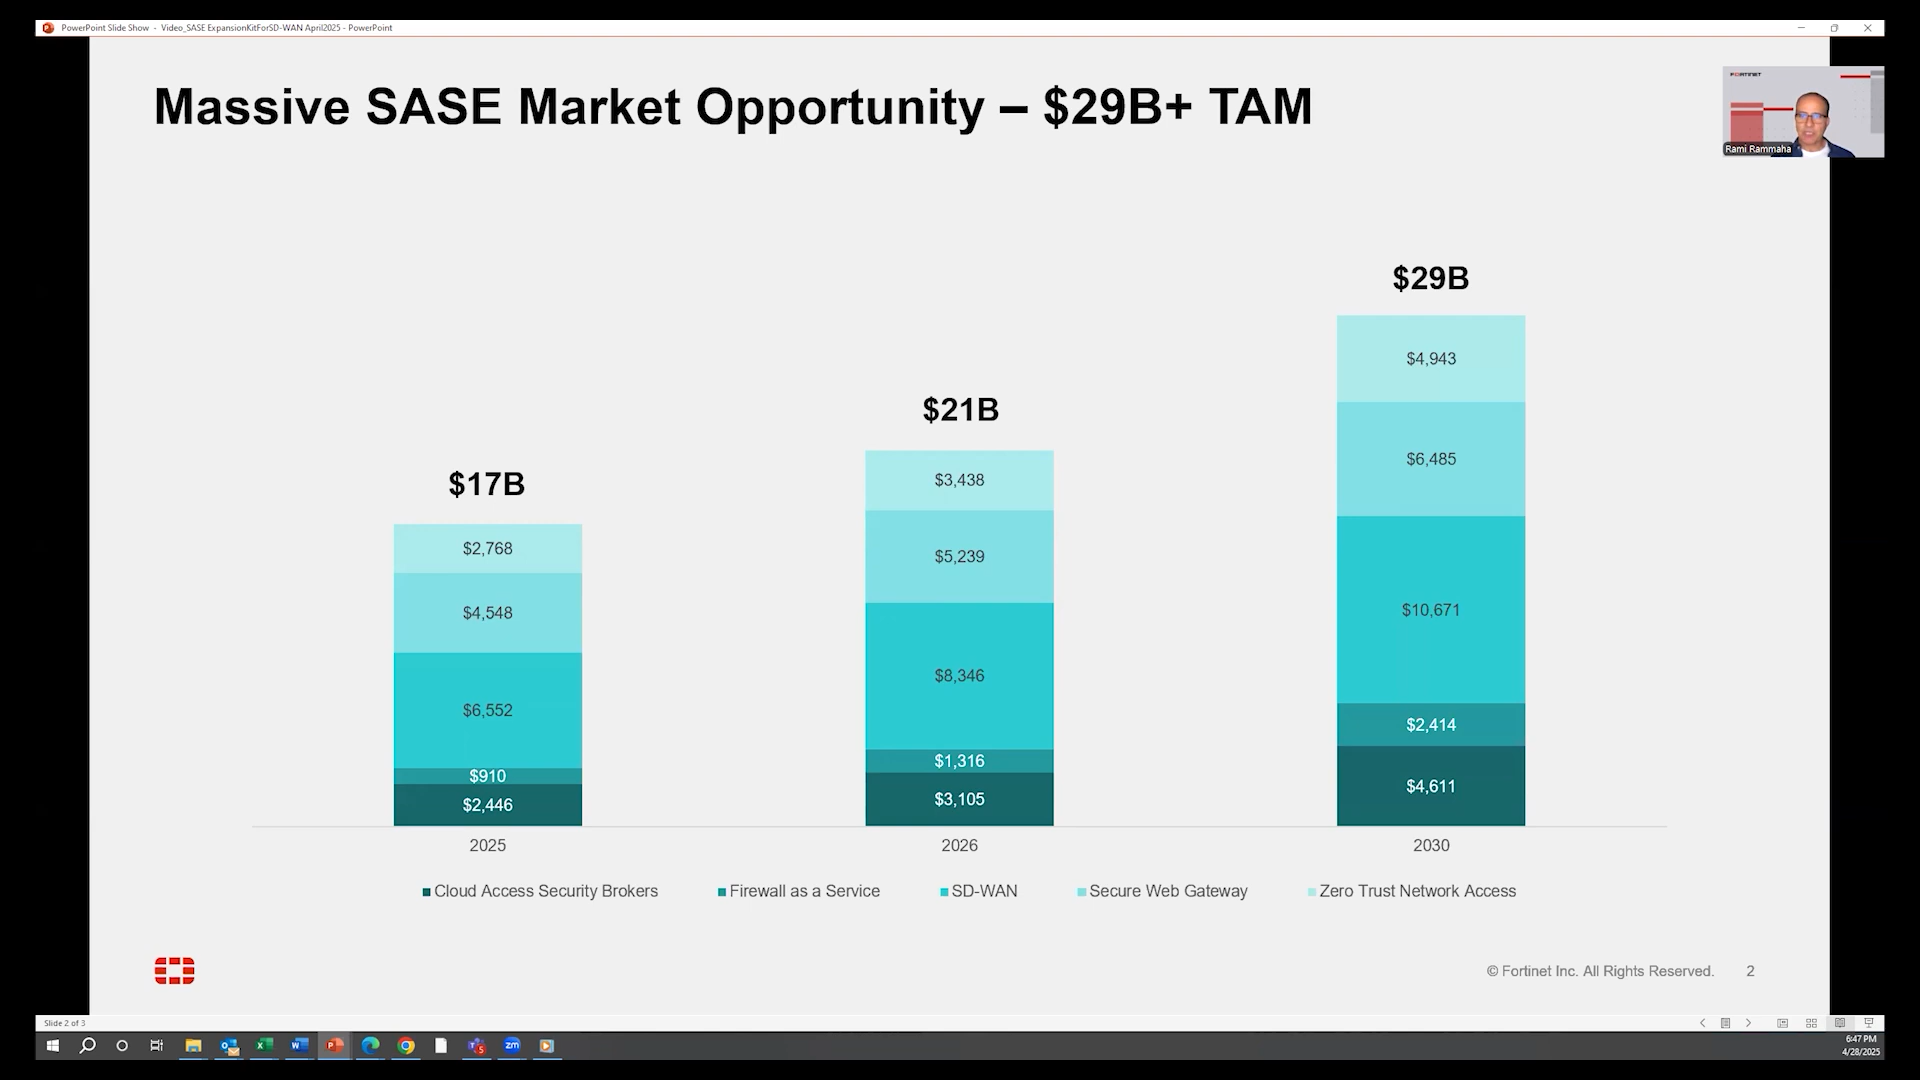 PowerPoint Slide Show - Video_SASE ExpansionKitForSD-WAN April2025 - PowerPoint
Massive SASE Market Opportunity – $29B+ TAM
FORTINET
Rami Rammaha
$29B
$4,943
$6,485
$10,671
$2,414
$4,611
$21B
$3,438
$5,239
$8,346
$1,316
$3,105
$17B
$2,768
$4,548
$6,552
$910
$2,446
2025 2026 2030
Cloud Access Security Brokers Firewall as a Service SD-WAN Secure Web Gateway Zero Trust Network Access
© Fortinet Inc. All Rights Reserved. 2
Slide 2 of 3
zm
6:47 PM
4/28/2025